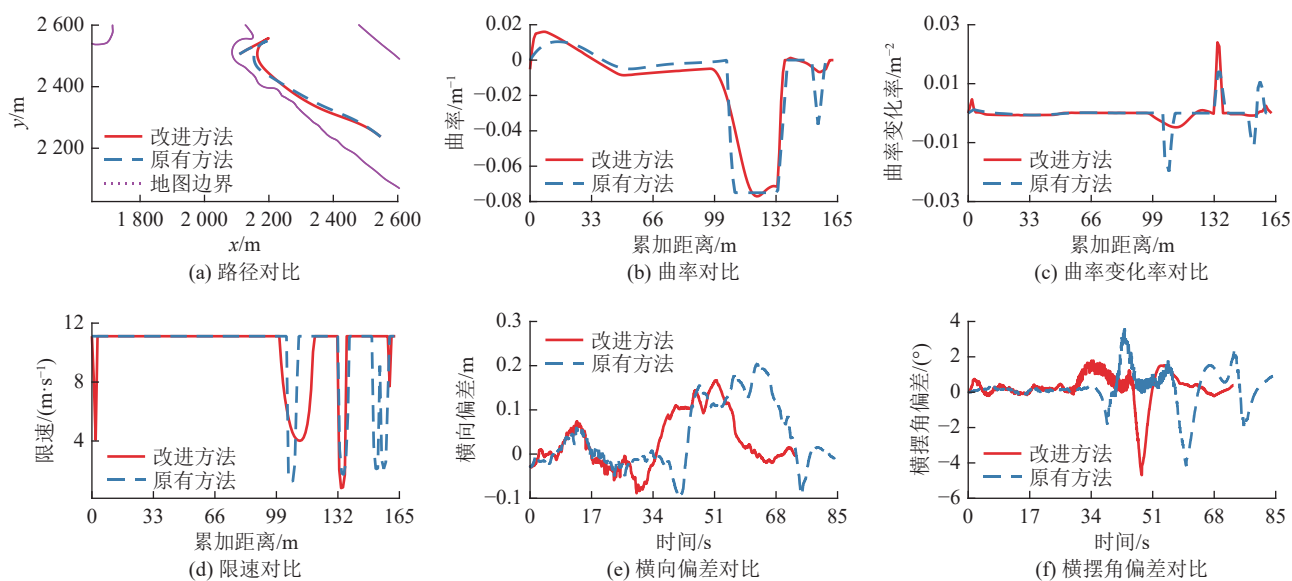 2 600
2 400
2 200
y/m
改进方法
原有方法
地图边界
1 800
2 000
2 200
2 400
2 600
x/m
(a) 路径对比
0.02
0
−0.02
−0.04
−0.06
−0.08
曲率/m⁻¹
改进方法
原有方法
0
33
66
99
132
165
累加距离/m
(b) 曲率对比
0.03
0.01
−0.01
−0.03
曲率变化率/m⁻²
改进方法
原有方法
0
33
66
99
132
165
累加距离/m
(c) 曲率变化率对比
12
8
4
限速/(m·s⁻¹)
改进方法
原有方法
0
33
66
99
132
165
累加距离/m
(d) 限速对比
0.3
0.2
0.1
0
−0.1
横向偏差/m
改进方法
原有方法
0
17
34
51
68
85
时间/s
(e) 横向偏差对比
4
2
0
−2
−4
−6
横摆角偏差/(°)
改进方法
原有方法
0
17
34
51
68
85
时间/s
(f) 横摆角偏差对比